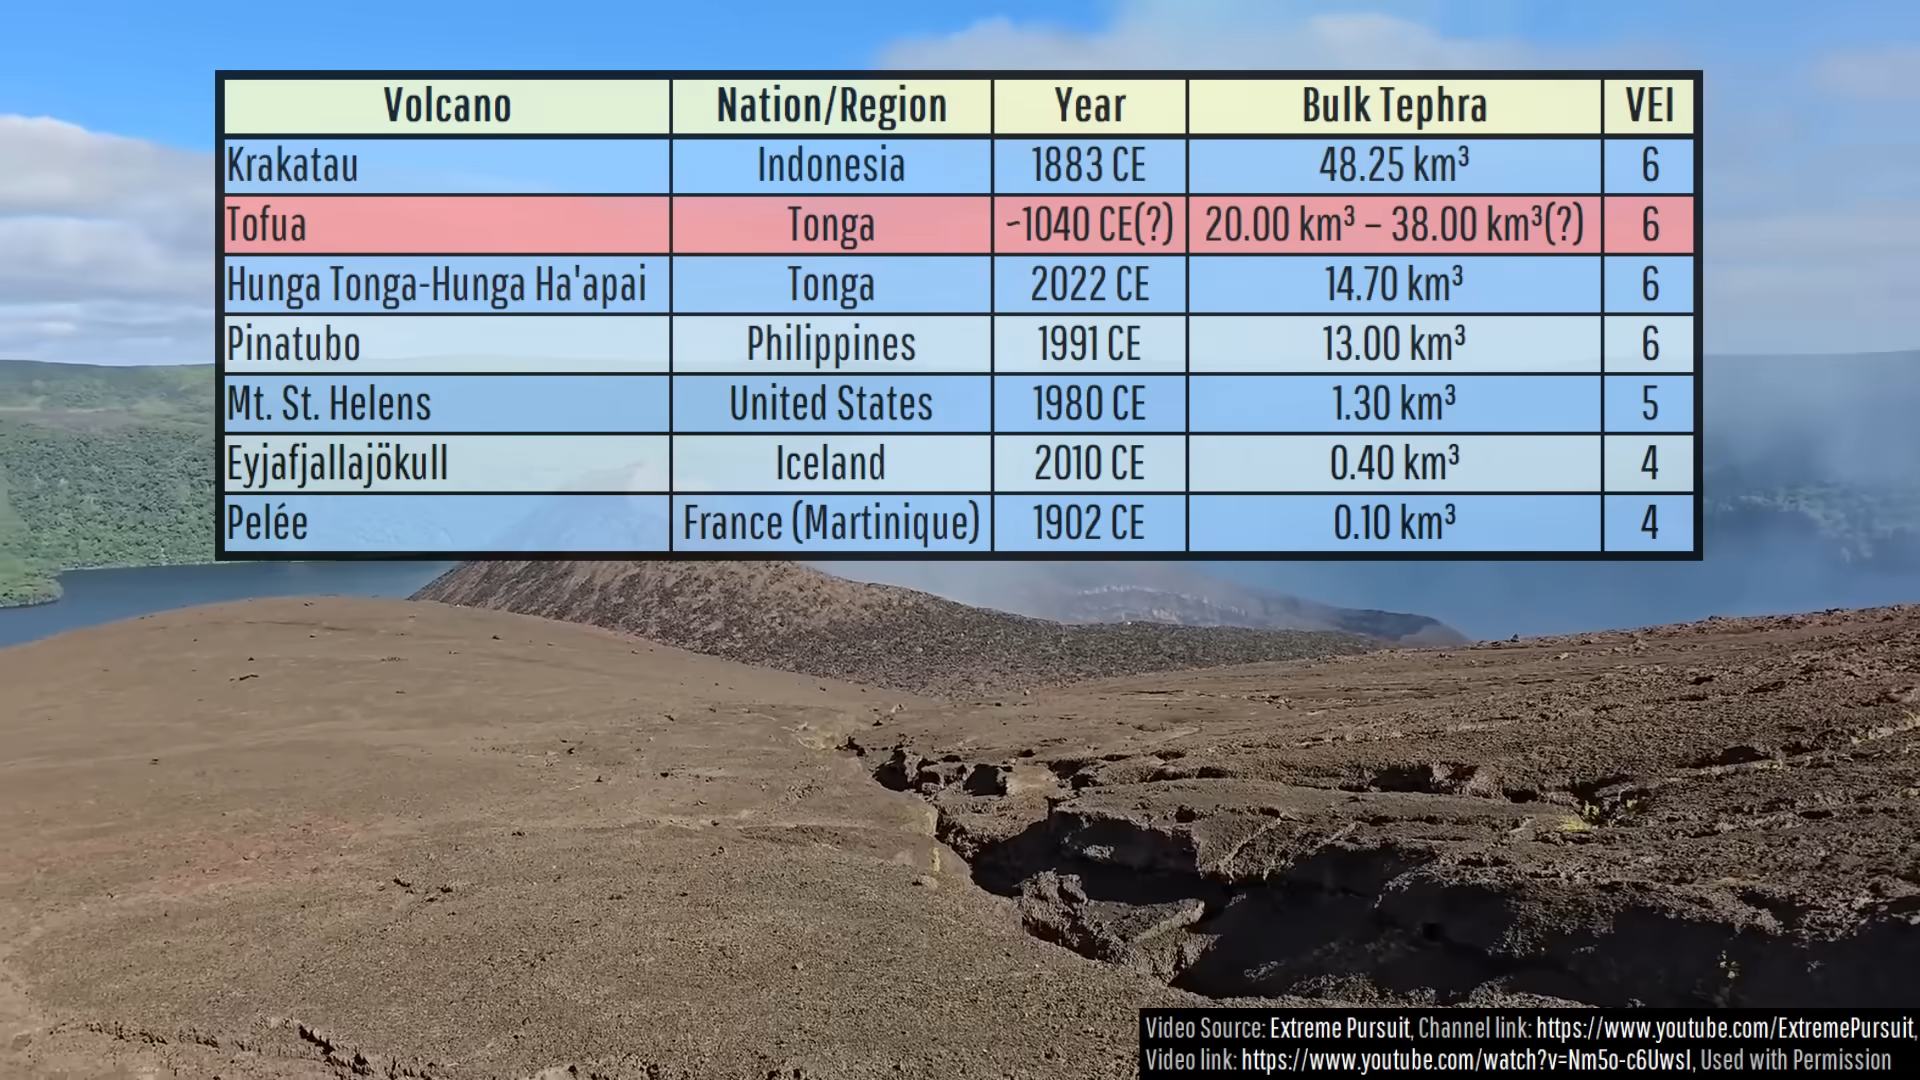 Volcano Nation/Region Year Bulk Tephra VEI
Krakatau Indonesia 1883 CE 48.25 km³ 6
Tofua Tonga ~1040 CE(?) 20.00 km³ – 38.00 km³(?) 6
Hunga Tonga-Hunga Ha'apai Tonga 2022 CE 14.70 km³ 6
Pinatubo Philippines 1991 CE 13.00 km³ 6
Mt. St. Helens United States 1980 CE 1.30 km³ 5
Eyjafjallajökull Iceland 2010 CE 0.40 km³ 4
Pelée France (Martinique) 1902 CE 0.10 km³ 4
Video Source: Extreme Pursuit, Channel link: https://www.youtube.com/ExtremePursuit,
Video link: https://www.youtube.com/watch?v=Nm5o-c6UwsI, Used with Permission